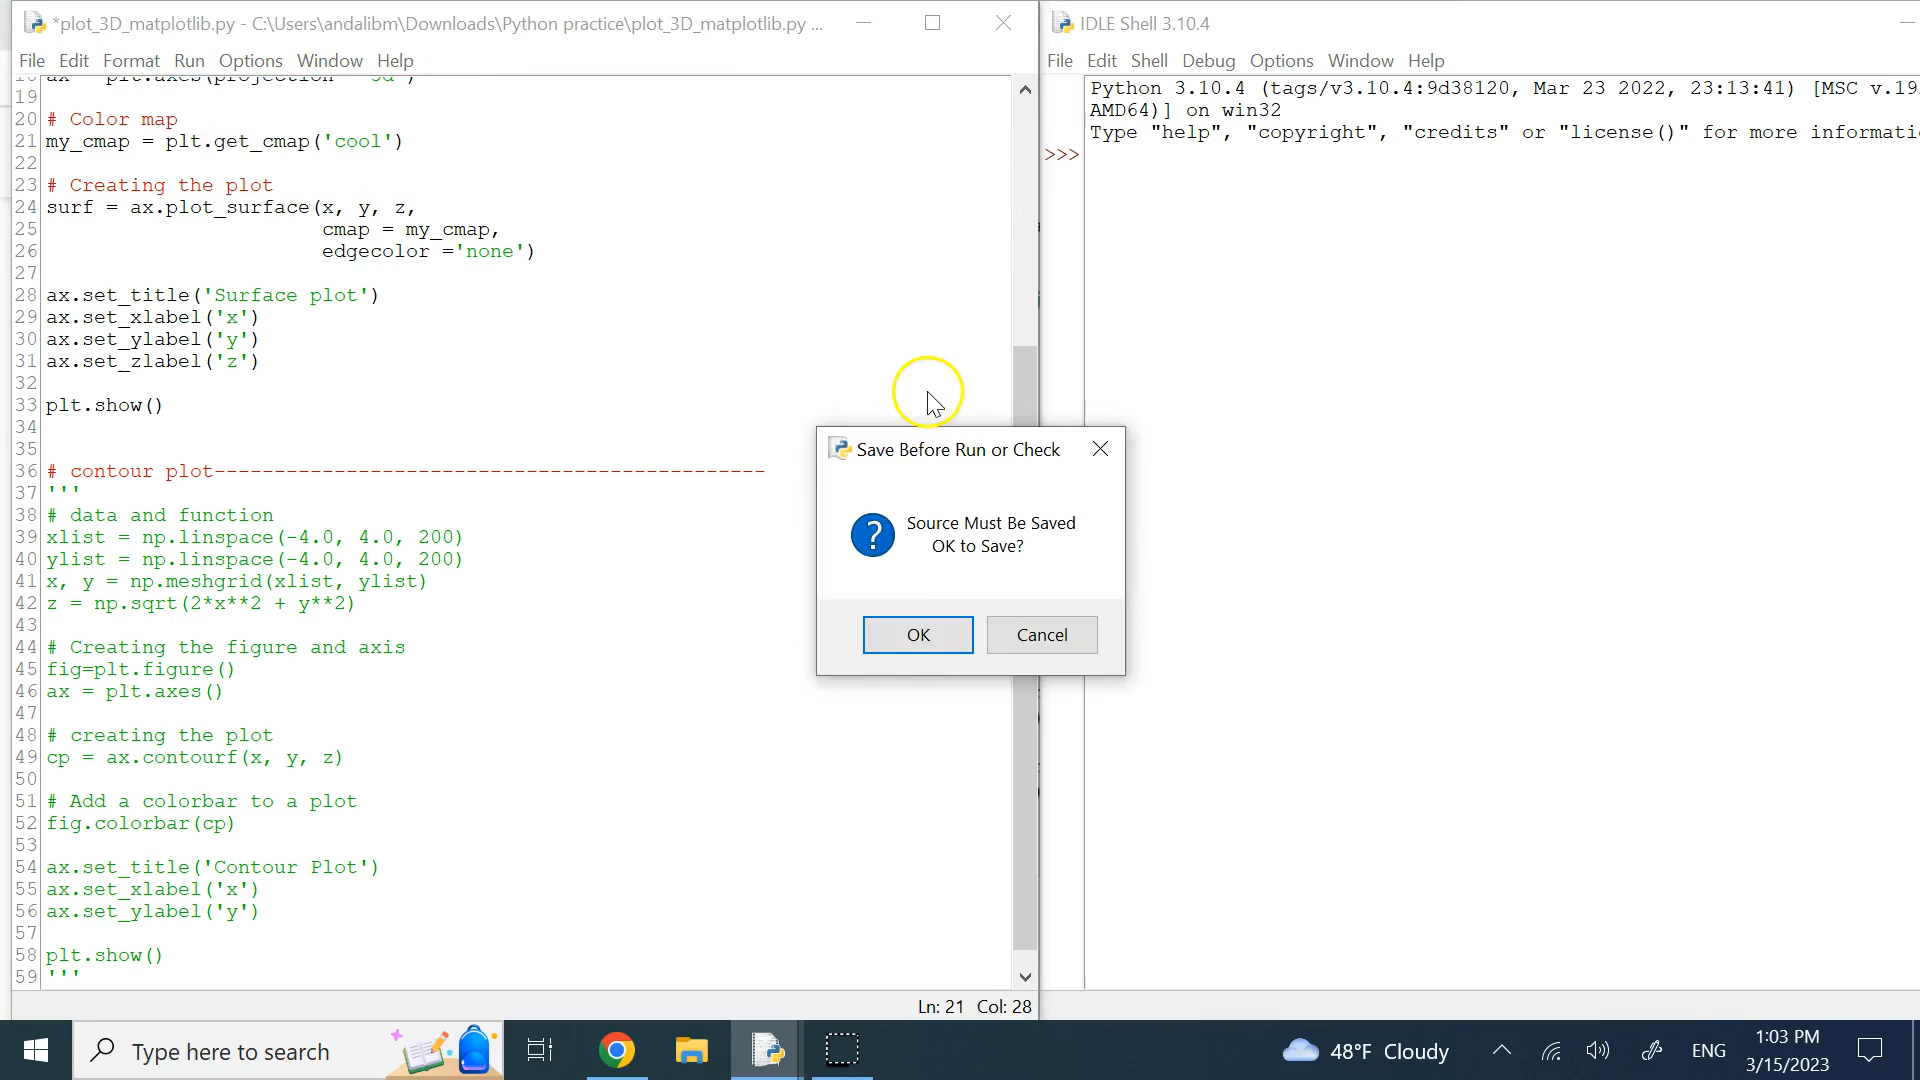 *plot_3D_matplotlib.py - C:\Users\andalibm\Downloads\Python practice\plot_3D_matplotlib.py ...
File Edit Format Run Options Window Help
19
20 # Color map
21 my_cmap = plt.get_cmap('cool')
22
23 # Creating the plot
24 surf = ax.plot_surface(x, y, z,
25 cmap = my_cmap,
26 edgecolor ='none')
27
28 ax.set_title('Surface plot')
29 ax.set_xlabel('x')
30 ax.set_ylabel('y')
31 ax.set_zlabel('z')
32
33 plt.show()
34
35
36 # contour plot----------------------------------------------
37 '''
38 # data and function
39 xlist = np.linspace(-4.0, 4.0, 200)
40 ylist = np.linspace(-4.0, 4.0, 200)
41 x, y = np.meshgrid(xlist, ylist)
42 z = np.sqrt(2*x**2 + y**2)
43
44 # Creating the figure and axis
45 fig=plt.figure()
46 ax = plt.axes()
47
48 # creating the plot
49 cp = ax.contourf(x, y, z)
50
51 # Add a colorbar to a plot
52 fig.colorbar(cp)
53
54 ax.set_title('Contour Plot')
55 ax.set_xlabel('x')
56 ax.set_ylabel('y')
57
58 plt.show()
59 '''
Ln: 21 Col: 28
IDLE Shell 3.10.4
File Edit Shell Debug Options Window Help
Python 3.10.4 (tags/v3.10.4:9d38120, Mar 23 2022, 23:13:41) [MSC v.19
AMD64)] on win32
Type "help", "copyright", "credits" or "license()" for more informati
>>>
Save Before Run or Check
Source Must Be Saved
OK to Save?
OK Cancel
Type here to search
48°F Cloudy
ENG
1:03 PM
3/15/2023